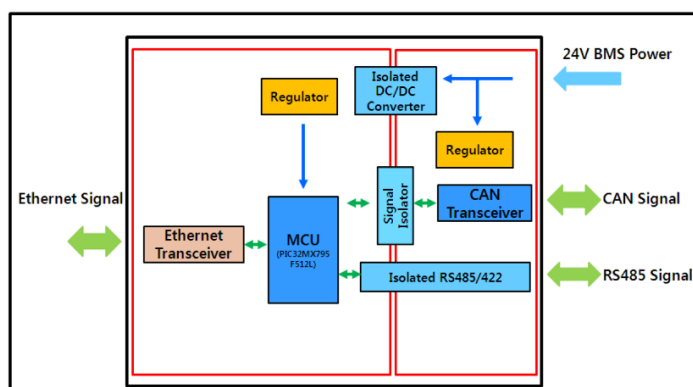 24V BMS Power
Isolated
DC/DC
Converter
Regulator
Regulator
Ethernet Signal
Signal
Isolator
CAN
Transceiver
CAN Signal
Ethernet
Transceiver
MCU
(PIC32MX795
F512L)
Isolated RS485/422
RS485 Signal